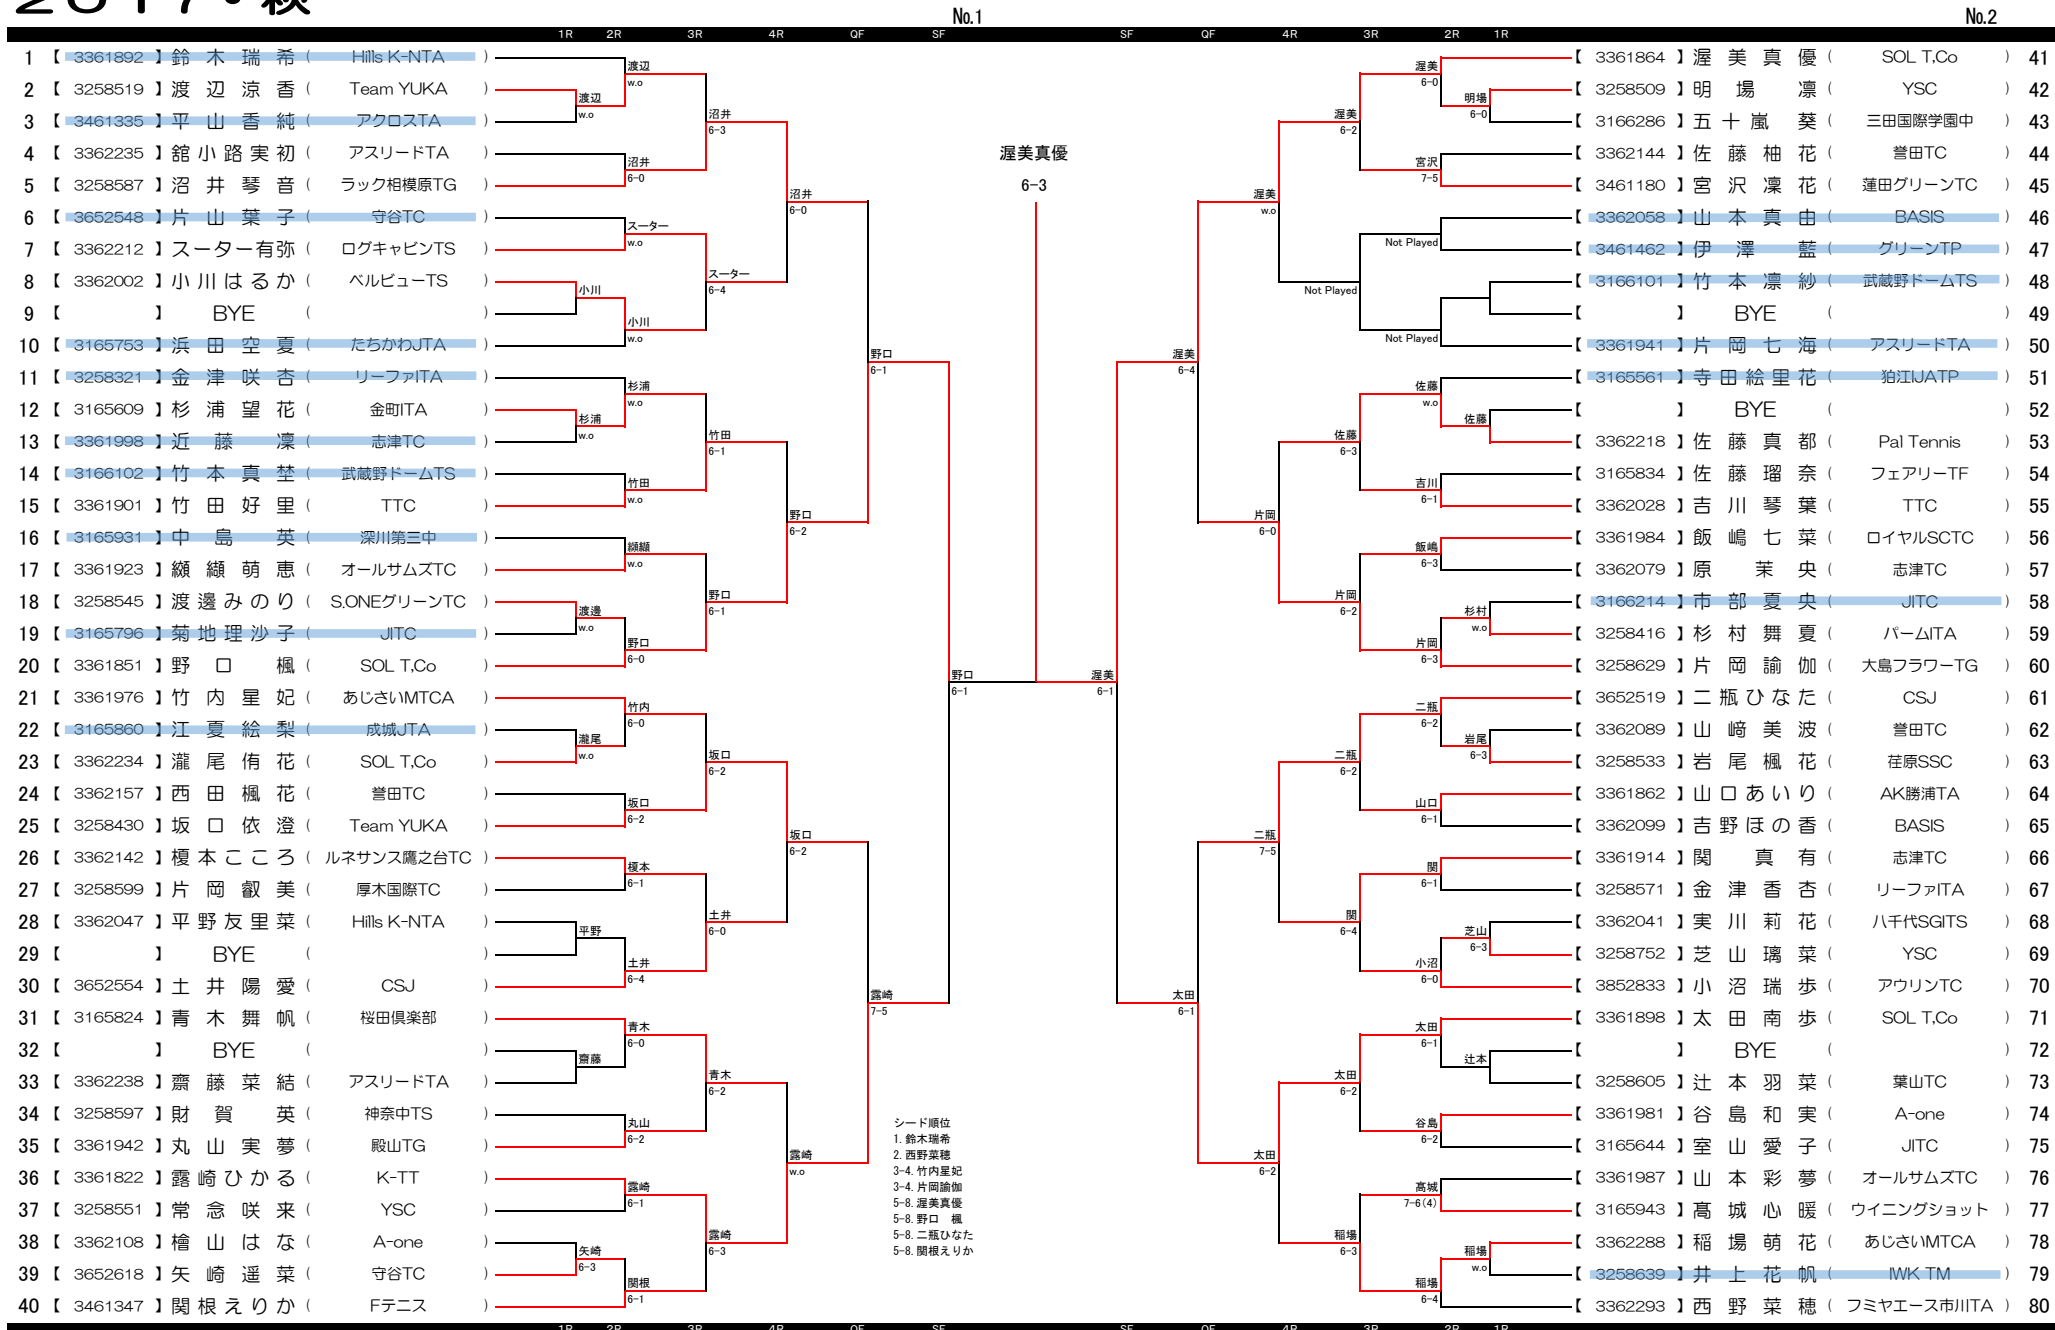 2017・萩
No.1 No.2
1R 2R 3R 4R QF SF SF QF 4R 3R 2R 1R
1 【 3361892 】 鈴木瑞希 ( Hills K-NTA )
2 【 3258519 】 渡辺涼香 ( Team YUKA )
3 【 3461335 】 平山香純 ( アクロスTA )
4 【 3362235 】 舘小路実初 ( アスリードTA )
5 【 3258587 】 沼井琴音 ( ラック相模原TG )
6 【 3652548 】 片山葉子 ( 守谷TC )
7 【 3362212 】 スーター有弥 ( ログキャビンTS )
8 【 3362002 】 小川はるか ( ベルビューTS )
9 【 】 BYE ( )
10 【 3165753 】 浜田空夏 ( たちかわJTA )
11 【 3258321 】 金津咲杏 ( リーファITA )
12 【 3165609 】 杉浦望花 ( 金町ITA )
13 【 3361998 】 近藤凜 ( 志津TC )
14 【 3166102 】 竹本真埜 ( 武蔵野ドームTS )
15 【 3361901 】 竹田好里 ( TTC )
16 【 3165931 】 中島英 ( 深川第三中 )
17 【 3361923 】 纐纈萌恵 ( オールサムズTC )
18 【 3258545 】 渡邊みのり ( S.ONEグリーンTC )
19 【 3165796 】 菊地理沙子 ( JITC )
20 【 3361851 】 野口楓 ( SOL T,Co )
21 【 3361976 】 竹内星妃 ( あじさいMTCA )
22 【 3165860 】 江夏絵梨 ( 成城JTA )
23 【 3362234 】 瀧尾侑花 ( SOL T,Co )
24 【 3362157 】 西田楓花 ( 誉田TC )
25 【 3258430 】 坂口依澄 ( Team YUKA )
26 【 3362142 】 榎本こころ ( ルネサンス鷹之台TC )
27 【 3258599 】 片岡叡美 ( 厚木国際TC )
28 【 3362047 】 平野友里菜 ( Hills K-NTA )
29 【 】 BYE ( )
30 【 3652554 】 土井陽愛 ( CSJ )
31 【 3165824 】 青木舞帆 ( 桜田倶楽部 )
32 【 】 BYE ( )
33 【 3362238 】 齋藤菜結 ( アスリードTA )
34 【 3258597 】 財賀英 ( 神奈中TS )
35 【 3361942 】 丸山実夢 ( 殿山TG )
36 【 3361822 】 露崎ひかる ( K-TT )
37 【 3258551 】 常念咲来 ( YSC )
38 【 3362108 】 檜山はな ( A-one )
39 【 3652618 】 矢崎遥菜 ( 守谷TC )
40 【 3461347 】 関根えりか ( Fテニス )
渡辺
w.o
渡辺
w.o
沼井
6-3
沼井
6-0
沼井
6-0
スーター
w.o
スーター
6-4
小川
小川
w.o
野口
6-1
杉浦
w.o
杉浦
w.o
竹田
6-1
竹田
w.o
野口
6-2
纐纈
w.o
野口
6-1
渡邊
w.o
野口
6-0
野口
6-1
竹内
6-0
瀧尾
w.o
坂口
6-2
坂口
6-2
坂口
6-2
榎本
6-1
土井
6-0
平野
土井
6-4
露崎
7-5
青木
6-0
齋藤
青木
6-2
丸山
6-2
露崎
w.o
露崎
6-1
露崎
6-3
矢崎
6-3
関根
6-1
渥美真優
6-3
シード順位
1. 鈴木瑞希
2. 西野菜穂
3-4. 竹内星妃
3-4. 片岡諭伽
5-8. 渥美真優
5-8. 野口 楓
5-8. 二瓶ひなた
5-8. 関根えりか
渥美
6-0
明場
6-0
渥美
6-2
宮沢
7-5
渥美
w.o
Not Played
Not Played
Not Played
渥美
6-4
佐藤
w.o
佐藤
佐藤
6-3
吉川
6-1
片岡
6-0
飯嶋
6-3
片岡
6-2
杉村
w.o
片岡
6-3
渥美
6-1
二瓶
6-2
岩尾
6-3
二瓶
6-2
山口
6-1
二瓶
7-5
関
6-1
関
6-4
芝山
6-3
小沼
6-0
太田
6-1
太田
6-1
辻本
太田
6-2
谷島
6-2
太田
6-2
髙城
7-6(4)
稲場
6-3
稲場
w.o
稲場
6-4
【 3361864 】 渥美真優 ( SOL T,Co ) 41
【 3258509 】 明場凛 ( YSC ) 42
【 3166286 】 五十嵐葵 ( 三田国際学園中 ) 43
【 3362144 】 佐藤柚花 ( 誉田TC ) 44
【 3461180 】 宮沢凜花 ( 蓮田グリーンTC ) 45
【 3362058 】 山本真由 ( BASIS ) 46
【 3461462 】 伊澤藍 ( グリーンTP ) 47
【 3166101 】 竹本凛紗 ( 武蔵野ドームTS ) 48
【 】 BYE ( ) 49
【 3361941 】 片岡七海 ( アスリードTA ) 50
【 3165561 】 寺田絵里花 ( 狛江IJATP ) 51
【 】 BYE ( ) 52
【 3362218 】 佐藤真都 ( Pal Tennis ) 53
【 3165834 】 佐藤瑠奈 ( フェアリーTF ) 54
【 3362028 】 吉川琴葉 ( TTC ) 55
【 3361984 】 飯嶋七菜 ( ロイヤルSCTC ) 56
【 3362079 】 原茉央 ( 志津TC ) 57
【 3166214 】 市部夏央 ( JITC ) 58
【 3258416 】 杉村舞夏 ( パームITA ) 59
【 3258629 】 片岡諭伽 ( 大島フラワーTG ) 60
【 3652519 】 二瓶ひなた ( CSJ ) 61
【 3362089 】 山﨑美波 ( 誉田TC ) 62
【 3258533 】 岩尾楓花 ( 荏原SSC ) 63
【 3361862 】 山口あいり ( AK勝浦TA ) 64
【 3362099 】 吉野ほの香 ( BASIS ) 65
【 3361914 】 関真有 ( 志津TC ) 66
【 3258571 】 金津香杏 ( リーファITA ) 67
【 3362041 】 実川莉花 ( 八千代SGITS ) 68
【 3258752 】 芝山璃菜 ( YSC ) 69
【 3852833 】 小沼瑞歩 ( アウリンTC ) 70
【 3361898 】 太田南歩 ( SOL T,Co ) 71
【 】 BYE ( ) 72
【 3258605 】 辻本羽菜 ( 葉山TC ) 73
【 3361981 】 谷島和実 ( A-one ) 74
【 3165644 】 室山愛子 ( JITC ) 75
【 3361987 】 山本彩夢 ( オールサムズTC ) 76
【 3165943 】 髙城心暖 ( ウイニングショット ) 77
【 3362288 】 稲場萌花 ( あじさいMTCA ) 78
【 3258639 】 井上花帆 ( IWK TM ) 79
【 3362293 】 西野菜穂 ( フミヤエース市川TA ) 80
1R 2R 3R 4R QF SF SF QF 4R 3R 2R 1R